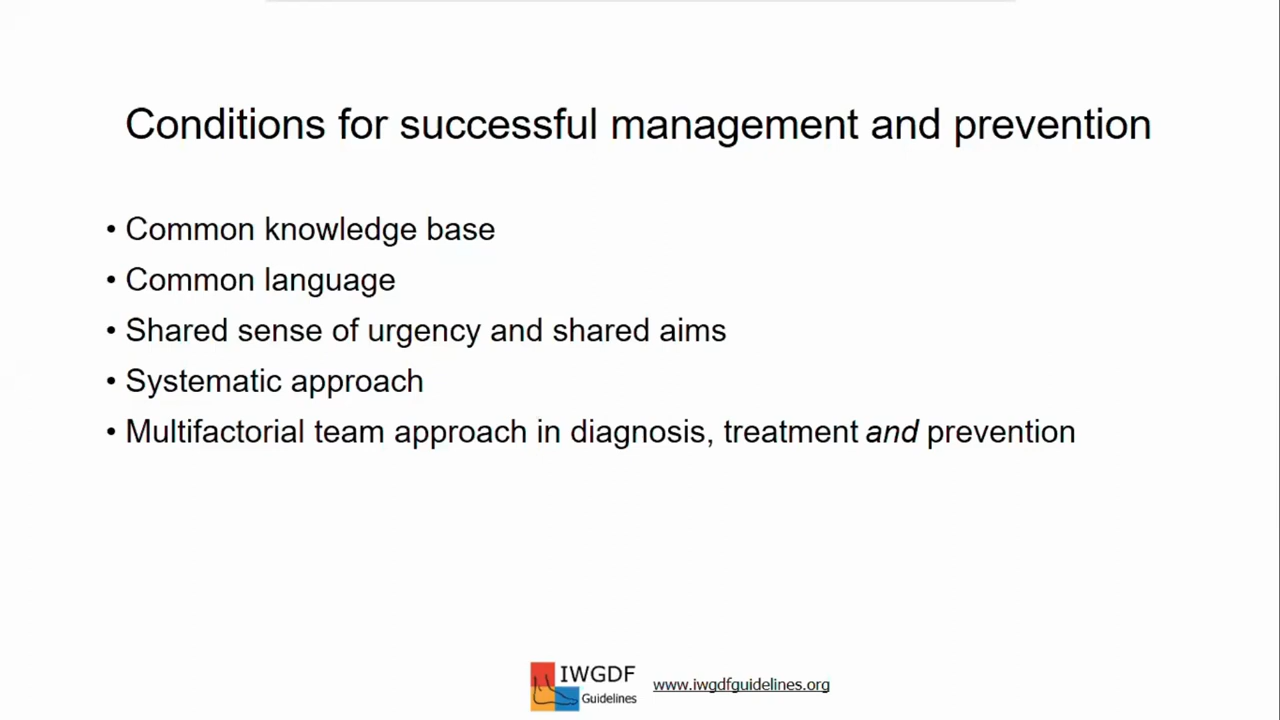 Conditions for successful management and prevention
• Common knowledge base
• Common language
• Shared sense of urgency and shared aims
• Systematic approach
• Multifactorial team approach in diagnosis, treatment and prevention
IWGDF
Guidelines
www.iwgdfguidelines.org